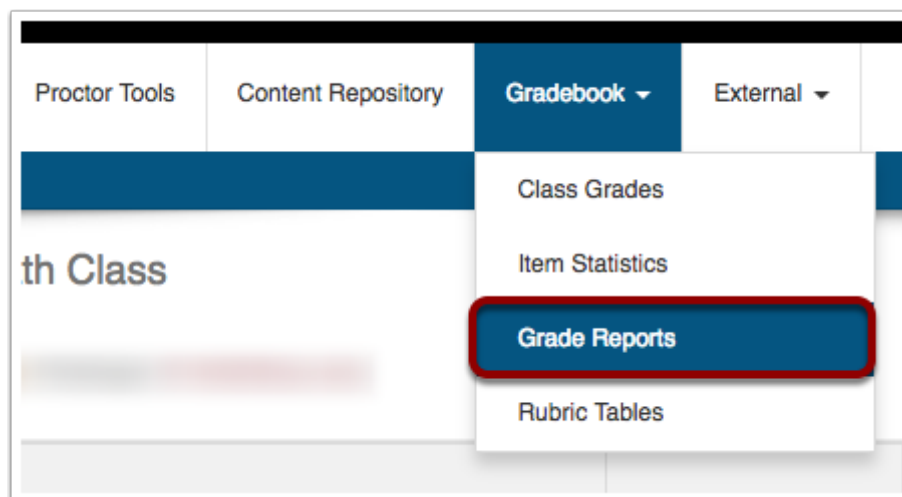 Proctor Tools Content Repository Gradebook External
Class Grades
th Class
Item Statistics
Grade Reports
Rubric Tables